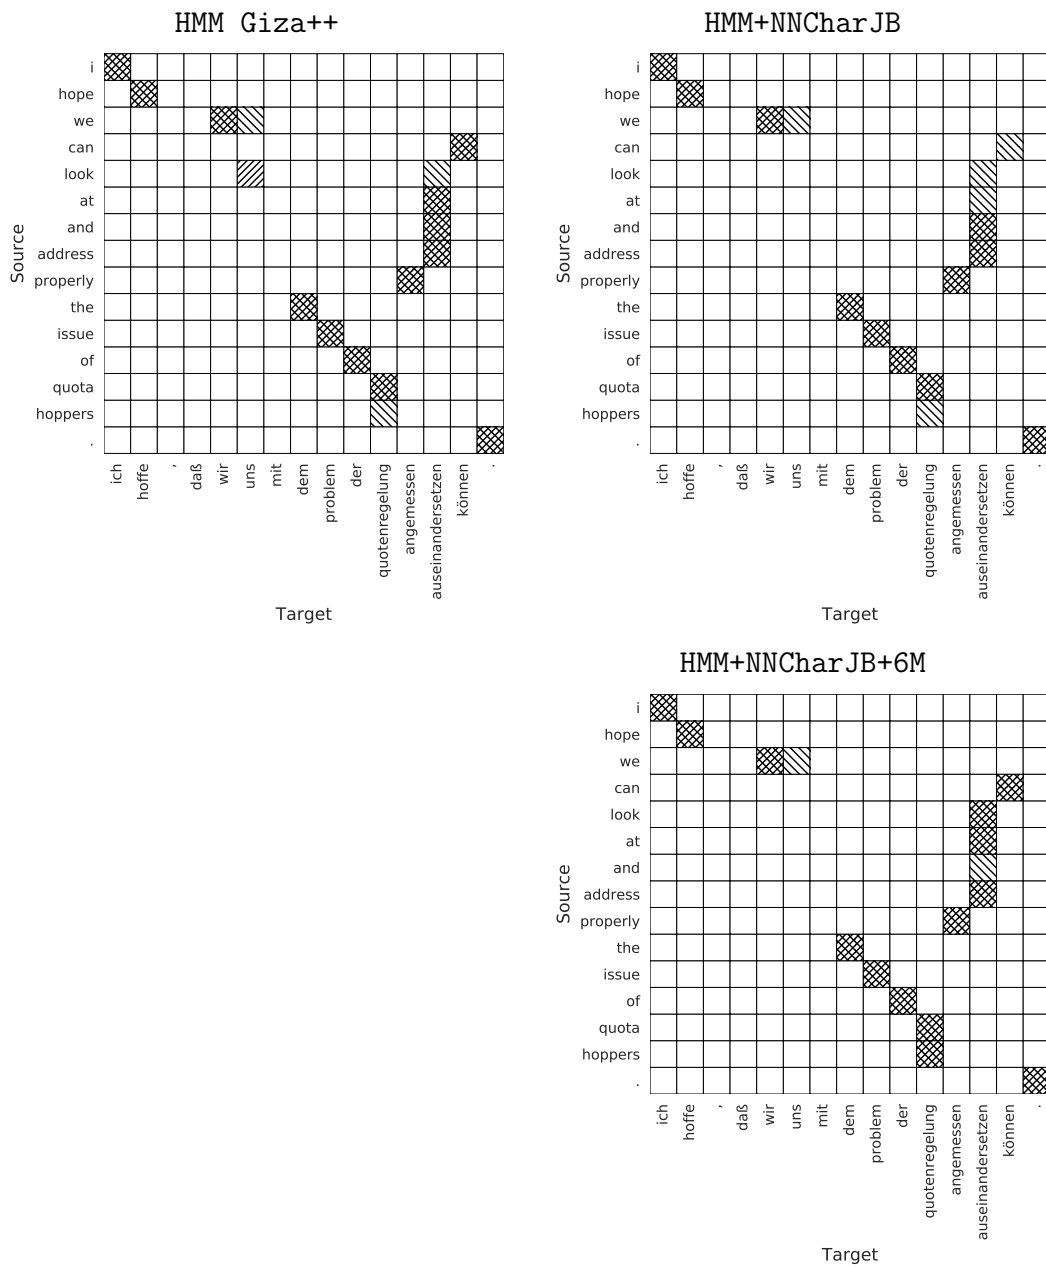 HMM Giza++
i
hope
we
can
look
at
and
address
properly
the
issue
of
quota
hoppers
.
Source
ich
hoffe
,
daß
wir
uns
mit
dem
problem
der
quotenregelung
angemessen
auseinandersetzen
können
.
Target
HMM+NNCharJB
i
hope
we
can
look
at
and
address
properly
the
issue
of
quota
hoppers
.
Source
ich
hoffe
,
daß
wir
uns
mit
dem
problem
der
quotenregelung
angemessen
auseinandersetzen
können
.
Target
HMM+NNCharJB+6M
i
hope
we
can
look
at
and
address
properly
the
issue
of
quota
hoppers
.
Source
ich
hoffe
,
daß
wir
uns
mit
dem
problem
der
quotenregelung
angemessen
auseinandersetzen
können
.
Target